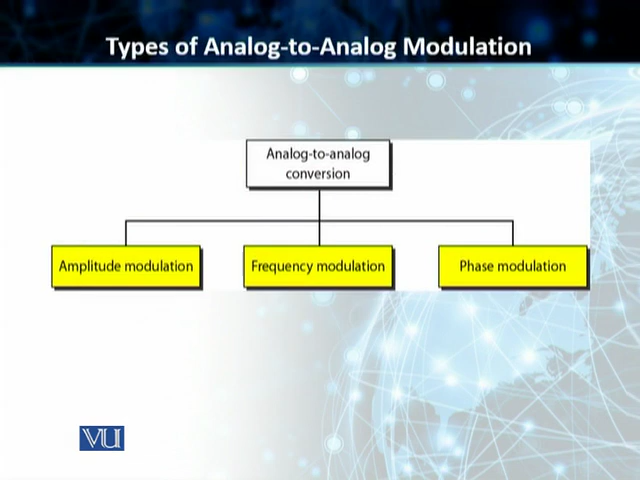 Types of Analog-to-Analog Modulation
Analog-to-analog
conversion
Amplitude modulation
Frequency modulation
Phase modulation
VU